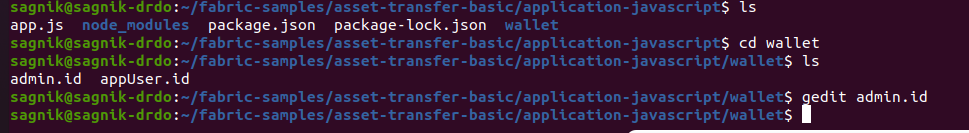 sagnik@sagnik-drdo:~/fabric-samples/asset-transfer-basic/application-javascript$ ls
app.js  node_modules  package.json  package-lock.json  wallet
sagnik@sagnik-drdo:~/fabric-samples/asset-transfer-basic/application-javascript$ cd wallet
sagnik@sagnik-drdo:~/fabric-samples/asset-transfer-basic/application-javascript/wallet$ ls
admin.id  appUser.id
sagnik@sagnik-drdo:~/fabric-samples/asset-transfer-basic/application-javascript/wallet$ gedit admin.id
sagnik@sagnik-drdo:~/fabric-samples/asset-transfer-basic/application-javascript/wallet$